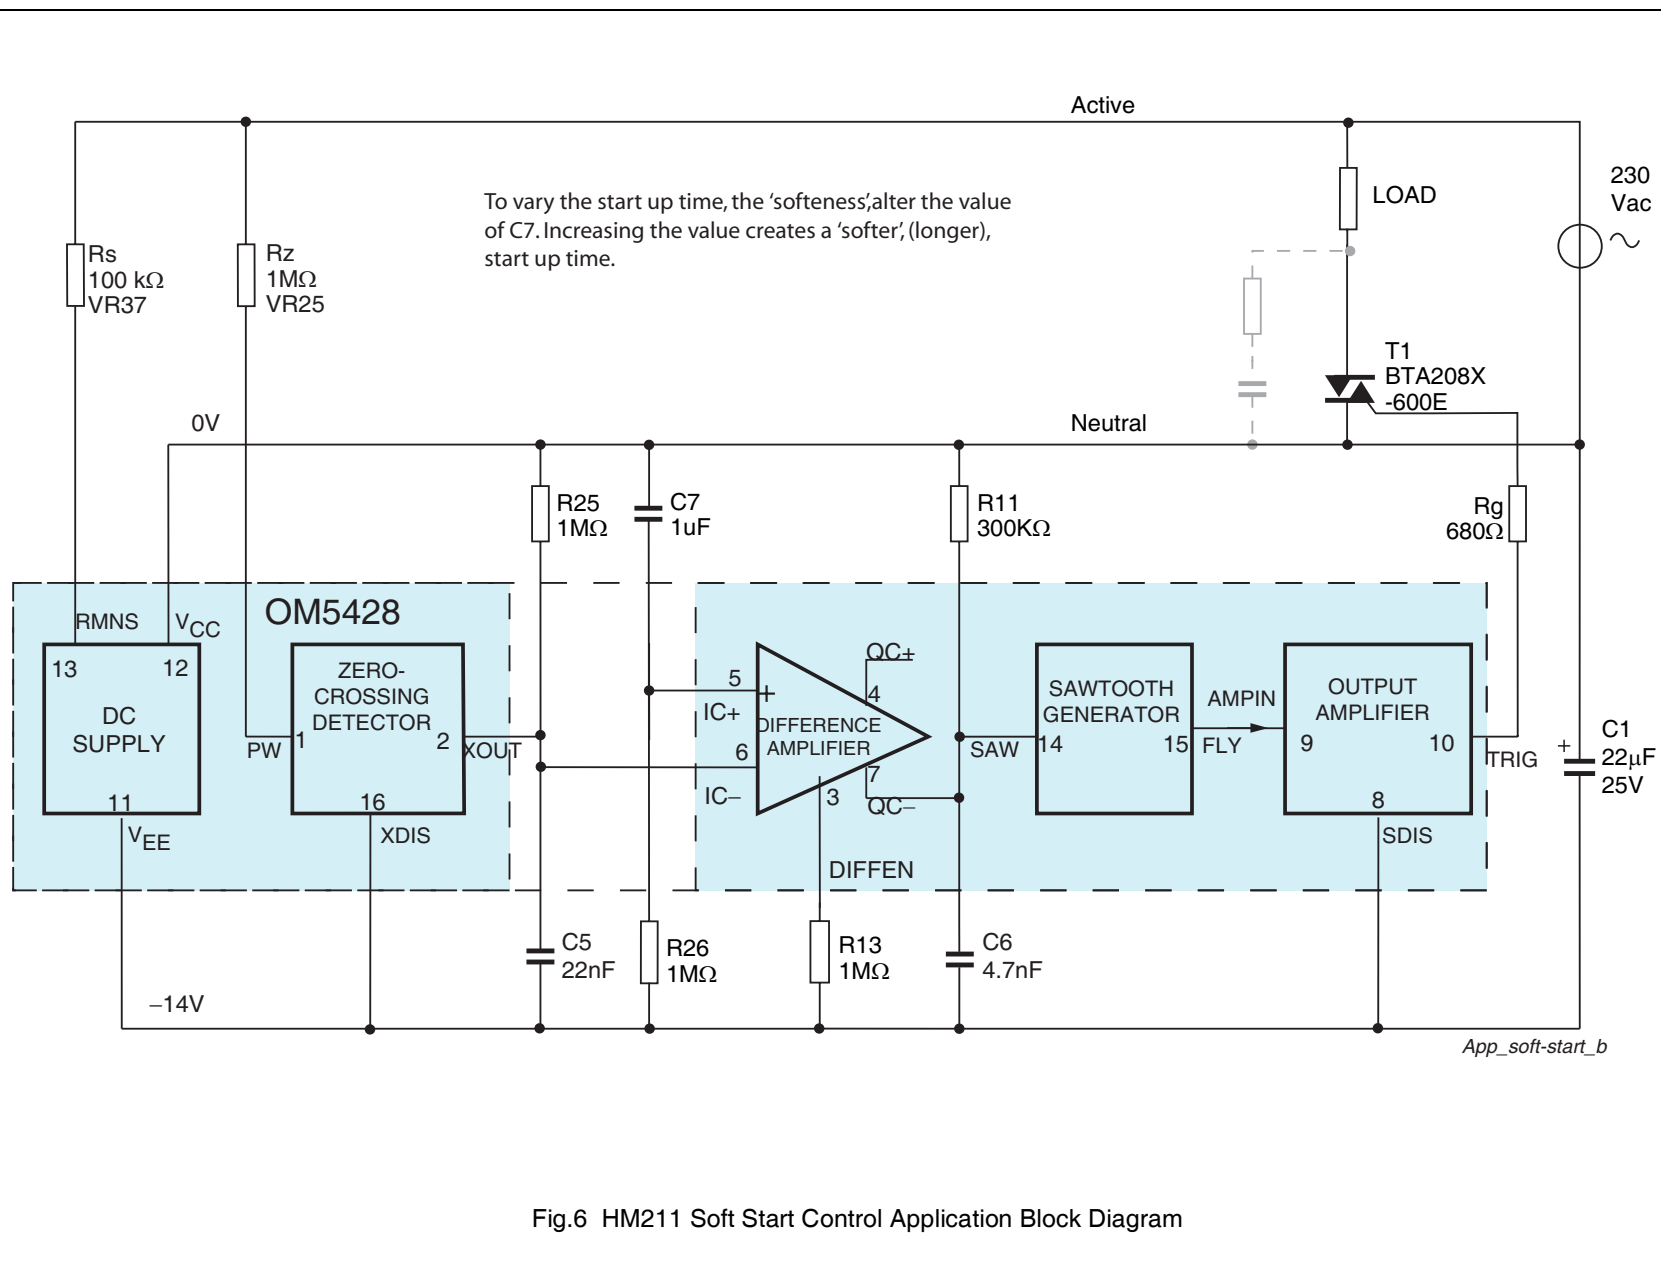 Active
230
Vac
LOAD
To vary the start up time, the ‘softeness’,alter the value
of C7. Increasing the value creates a ‘softer’, (longer),
start up time.
Rs
100 kΩ
VR37
Rz
1MΩ
VR25
T1
BTA208X
-600E
0V
Neutral
R25
1MΩ
C7
1uF
R11
300KΩ
Rg
680Ω
OM5428
RMNS
VCC
13
12
DC
SUPPLY
11
VEE
ZERO-
CROSSING
DETECTOR
PW
1
2
XOUT
16
XDIS
5
IC+
6
IC−
+
DIFFERENCE
AMPLIFIER
QC+
4
7
QC−
3
DIFFEN
SAW
14
SAWTOOTH
GENERATOR
15
AMPIN
FLY
OUTPUT
AMPLIFIER
9
10
TRIG
8
SDIS
+
C1
22μF
25V
C5
22nF
R26
1MΩ
R13
1MΩ
C6
4.7nF
−14V
App_soft-start_b
Fig.6 HM211 Soft Start Control Application Block Diagram